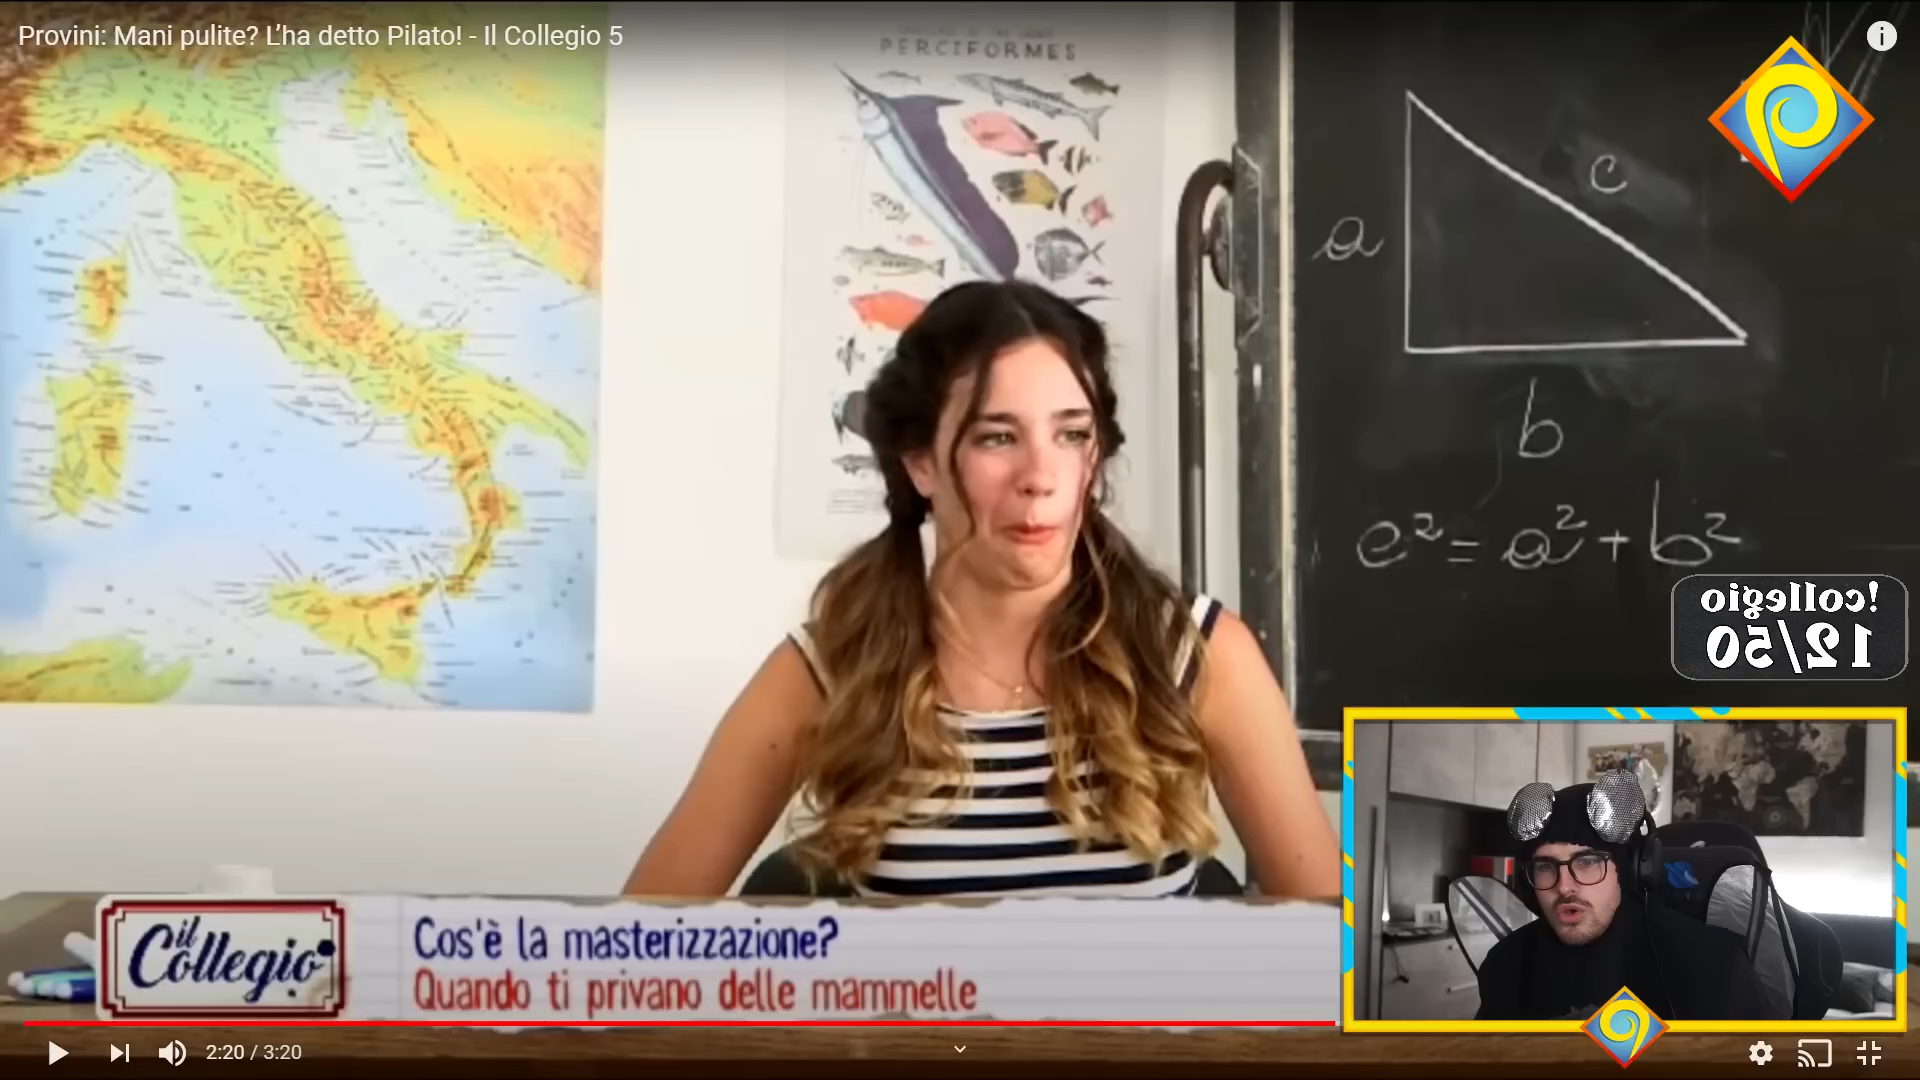 Provini: Mani pulite? L'ha detto Pilato! - Il Collegio 5
PERCIFORMES
c
a
b
c² = a² + b²
!collegio
12/50
il Collegio
Cos'è la masterizzazione?
Quando ti privano delle mammelle
2:20 / 3:20